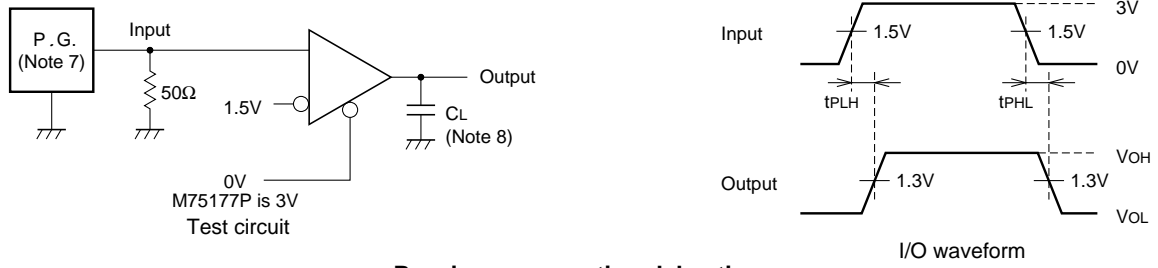 P.G.
(Note 7)
Input
50Ω
1.5V
0V
M75177P is 3V
Test circuit
Output
CL
(Note 8)
Input
3V
1.5V
1.5V
0V
tPLH
tPHL
Output
VOH
1.3V
1.3V
VOL
I/O waveform